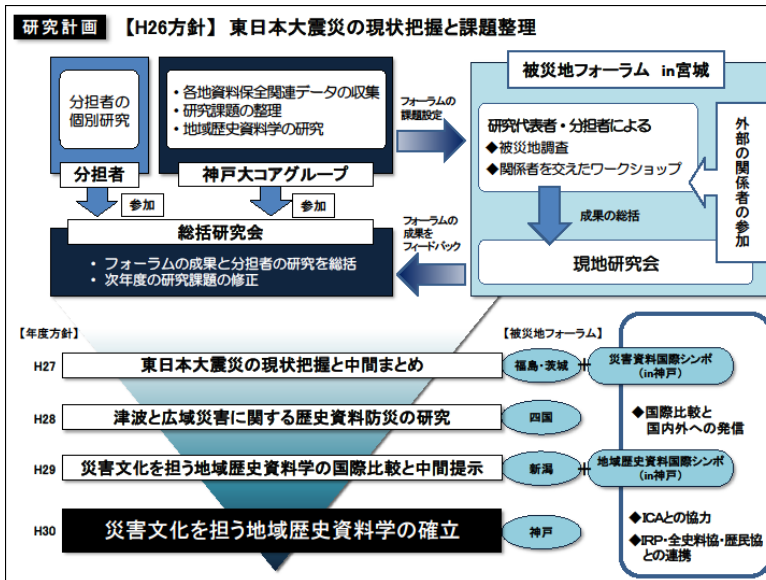 研究計画 【H26方針】 東日本大震災の現状把握と課題整理
分担者の
個別研究
分担者
・各地資料保全関連データの収集
・研究課題の整理
・地域歴史資料学の研究
神戸大コアグループ
フォーラムの
課題設定
被災地フォーラム in宮城
研究代表者・分担者による
◆被災地調査
◆関係者を交えたワークショップ
外部の関係者の参加
成果の総括
現地研究会
参加
参加
総括研究会
・フォーラムの成果と分担者の研究を総括
・次年度の研究課題の修正
フォーラムの
成果を
フィードバック
【年度方針】
【被災地フォーラム】
H27 東日本大震災の現状把握と中間まとめ 福島・茨城 + 災害資料国際シンポ
(in神戸)
H28 津波と広域災害に関する歴史資料防災の研究 四国
◆国際比較と
国内外への発信
H29 災害文化を担う地域歴史資料学の国際比較と中間提示 新潟 + 地域歴史資料国際シンポ
(in神戸)
H30 災害文化を担う地域歴史資料学の確立 神戸
◆ICAとの協力
◆IRP・全史料協・歴民協
との連携